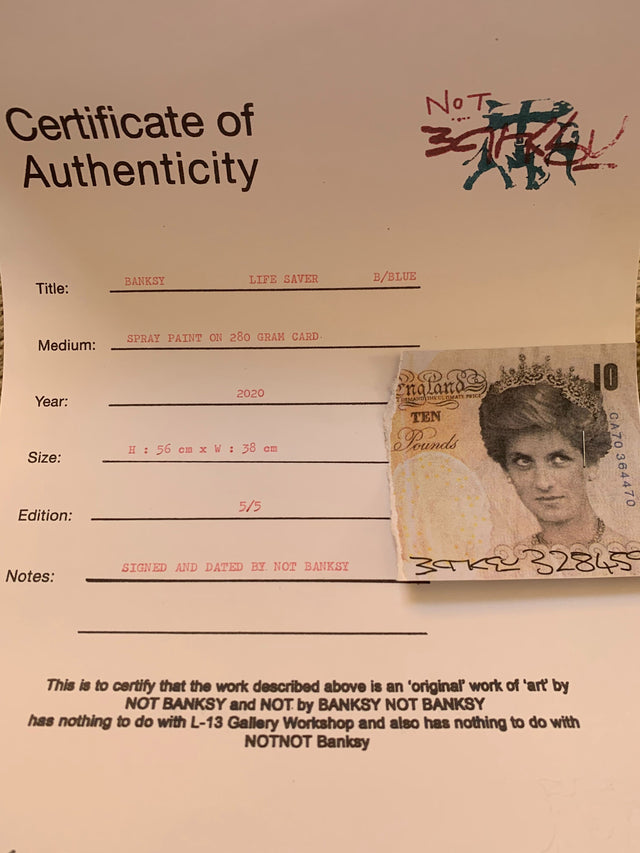 Certificate of
Authenticity
NOT
Title: BANKSY LIFE SAVER B/BLUE
Medium: SPRAY PAINT ON 280 GRAM CARD.
Year: 2020
Size: H : 56 cm x W : 38 cm
Edition: 5/5
Notes: SIGNED AND DATED BY NOT BANKSY
England
10
TEN
Pounds
CA70 364470
328459
This is to certify that the work described above is an ‘original’ work of ‘art’ by
NOT BANKSY and NOT by BANKSY NOT BANKSY
has nothing to do with L-13 Gallery Workshop and also has nothing to do with
NOTNOT Banksy